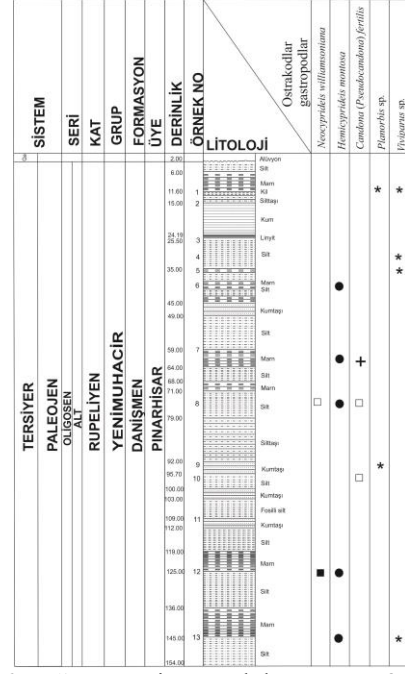 SİSTEM
SERİ
KAT
GRUP
FORMASYON
ÜYE
DERİNLİK
ÖRNEK NO
LİTOLOJİ
Ostrakodlar
gastropodlar
Neocyprideis williamsoniana
Hemicyprideis montosa
Candona (Pseudocandona) fertilis
Planorbis sp.
Viviparus sp.
TERSİYER
PALEOJEN
OLİGOSEN
ALT
RUPELİYEN
YENİMUHACİR
DANİŞMEN
PINARHİSAR
2.00
6.00
11.60
15.00
24.19
25.50
35.00
45.00
49.00
59.00
64.00
68.00
71.00
79.00
92.00
95.70
100.00
103.00
109.00
112.00
119.00
125.00
136.00
145.00
154.00
1
2
3
4
5
6
7
8
9
10
11
12
13
Alüvyon
Silt
Marn
Kil
Silttaşı
Kum
Linyit
Silt
Marn
Silt
Kumtaşı
Silt
Marn
Silt
Marn
Silt
Silttaşı
Kumtaşı
Silt
Kumtaşı
Fosilli silt
Kumtaşı
Silt
Marn
Silt
Marn
Silt